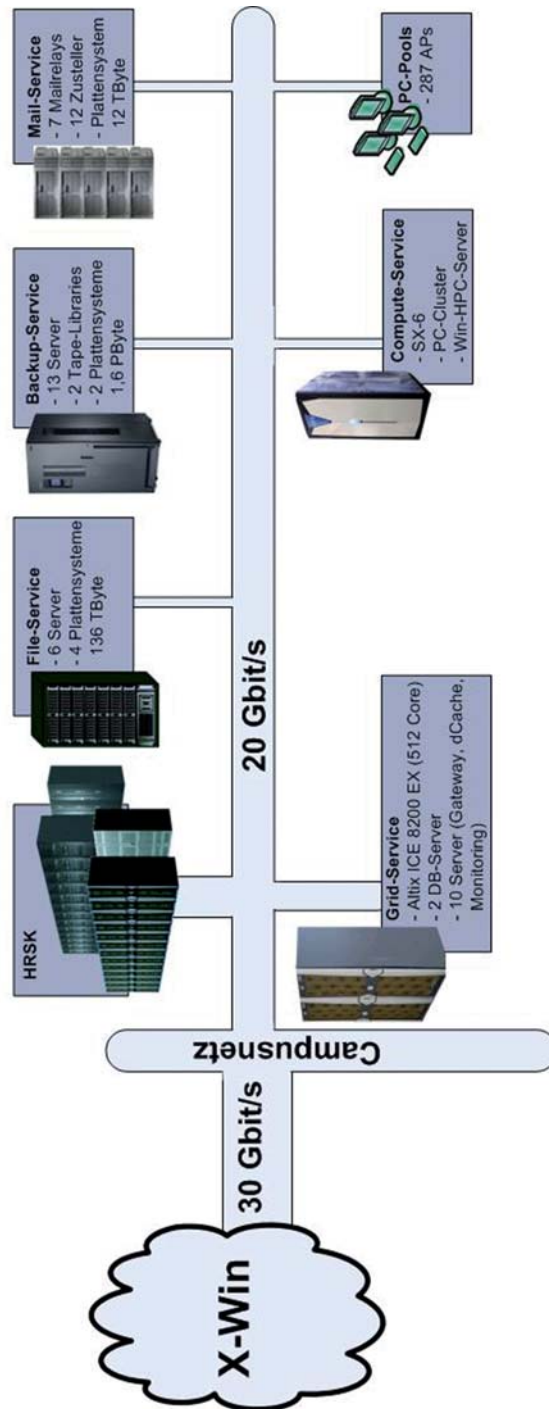 HRSK
File-Service
- 6 Server
- 4 Plattensysteme
136 TByte
Backup-Service
- 13 Server
- 2 Tape-Libraries
- 2 Plattensysteme
1,6 PByte
Mail-Service
- 7 Mailrelays
- 12 Zusteller
- Plattensystem
12 TByte
X-Win
30 Gbit/s
Campusnetz
20 Gbit/s
Grid-Service
- Altix ICE 8200 EX (512 Core)
- 2 DB-Server
- 10 Server (Gateway, dCache,
Monitoring)
Compute-Service
- SX-6
- PC-Cluster
- Win-HPC-Server
PC-Pools
- 287 APs